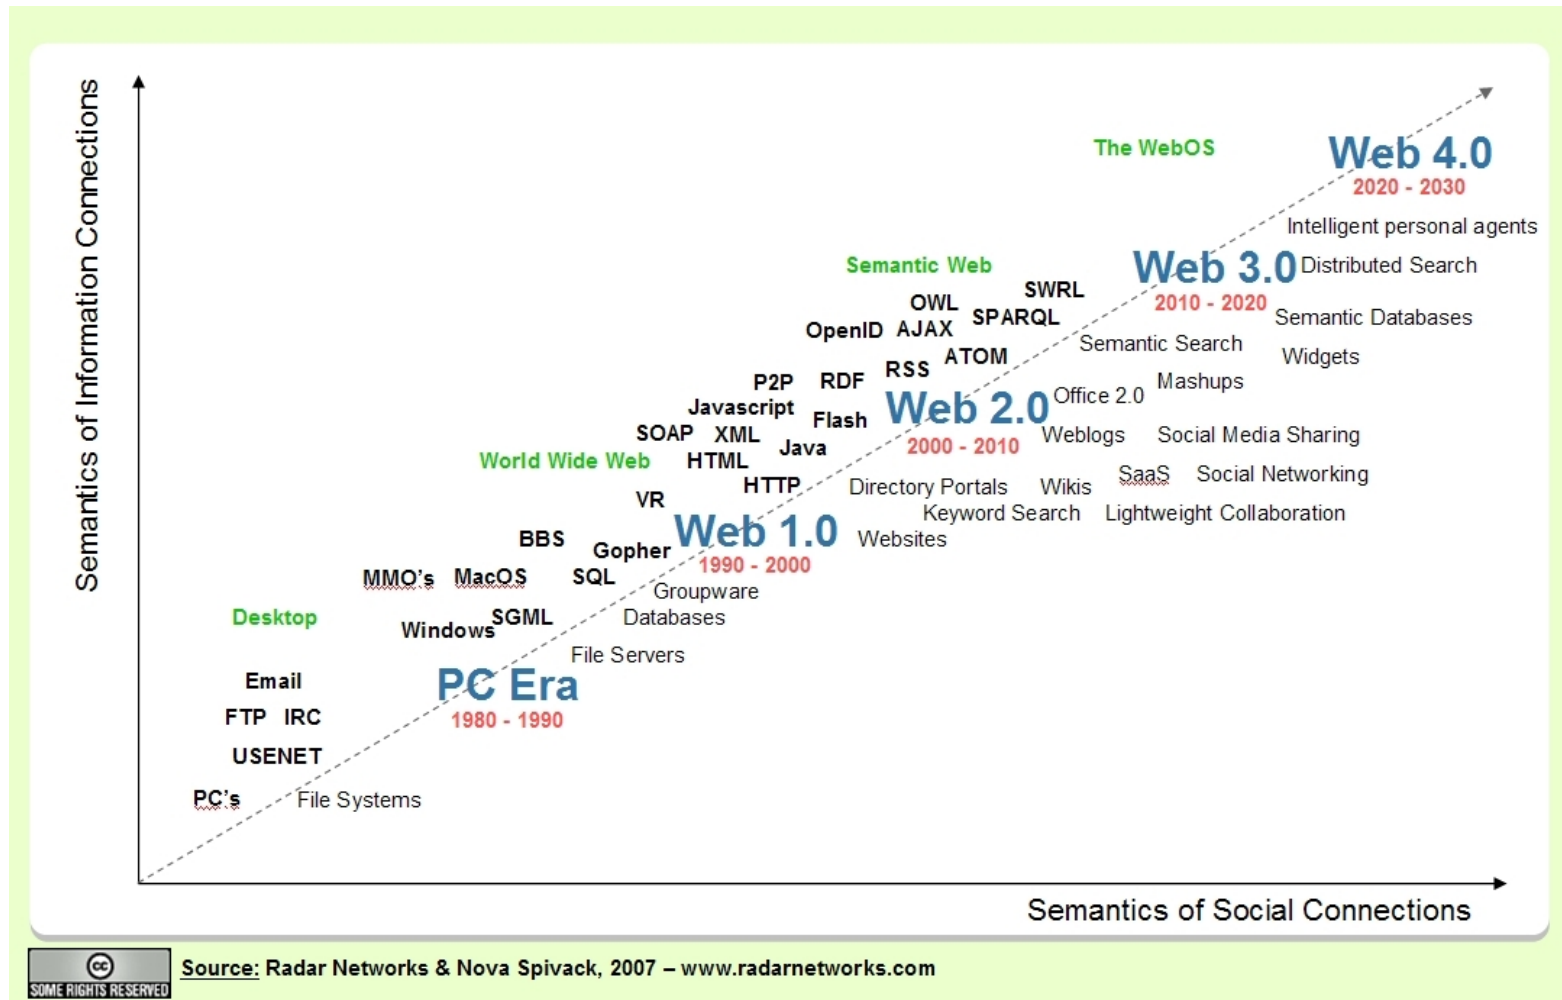 Semantics of Information Connections
The WebOS
Web 4.0
2020 - 2030
Intelligent personal agents
Semantic Web
Web 3.0
Distributed Search
2010 - 2020
SWRL
OWL
SPARQL
Semantic Databases
OpenID
AJAX
Semantic Search
Widgets
ATOM
RSS
P2P
RDF
Mashups
Office 2.0
Web 2.0
2000 - 2010
Javascript
Flash
SOAP
XML
Java
Weblogs
Social Media Sharing
World Wide Web
HTML
SaaS
Social Networking
HTTP
Directory Portals
Wikis
VR
Keyword Search
Lightweight Collaboration
Web 1.0
1990 - 2000
Websites
BBS
Gopher
MMO's
MacOS
SQL
Groupware
Desktop
SGML
Databases
Windows
File Servers
PC Era
1980 - 1990
Email
FTP
IRC
USENET
PC's
File Systems
Semantics of Social Connections
cc
SOME RIGHTS RESERVED
Source: Radar Networks & Nova Spivack, 2007 – www.radarnetworks.com